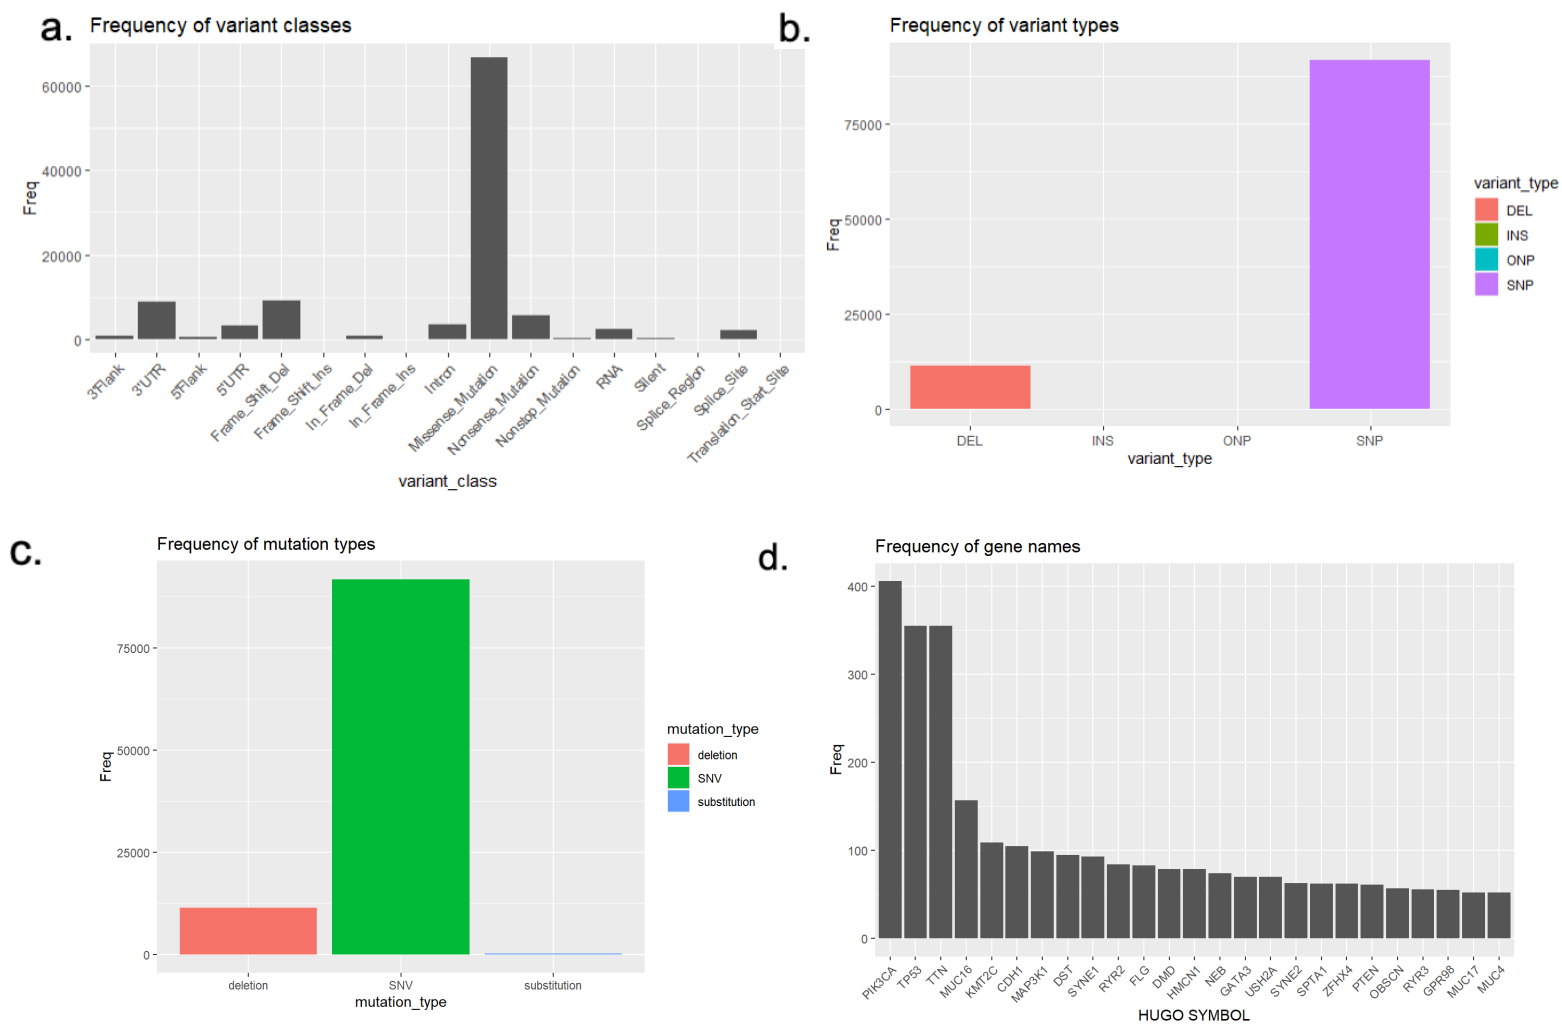 a.
Frequency of variant classes
60000
40000
20000
0
Freq
3'Flank
3'UTR
5'Flank
5'UTR
Frame_Shift_Del
Frame_Shift_Ins
In_Frame_Del
In_Frame_Ins
Intron
Missense_Mutation
Nonsense_Mutation
Nonstop_Mutation
RNA
Silent
Splice_Region
Splice_Site
Translation_Start_Site
variant_class
b.
Frequency of variant types
75000
50000
25000
0
Freq
DEL
INS
ONP
SNP
variant_type
variant_type
DEL
INS
ONP
SNP
c.
Frequency of mutation types
75000
50000
25000
0
Freq
deletion
SNV
substitution
mutation_type
mutation_type
deletion
SNV
substitution
d.
Frequency of gene names
400
300
200
100
0
Freq
PIK3CA
TP53
TTN
MUC16
KMT2C
CDH1
MAP3K1
DST
SYNE1
RYR2
FLG
DMD
HMCN1
NEB
GATA3
USH2A
SYNE2
SPTA1
ZFHX4
PTEN
OBSCN
RYR3
GPR98
MUC17
MUC4
HUGO SYMBOL